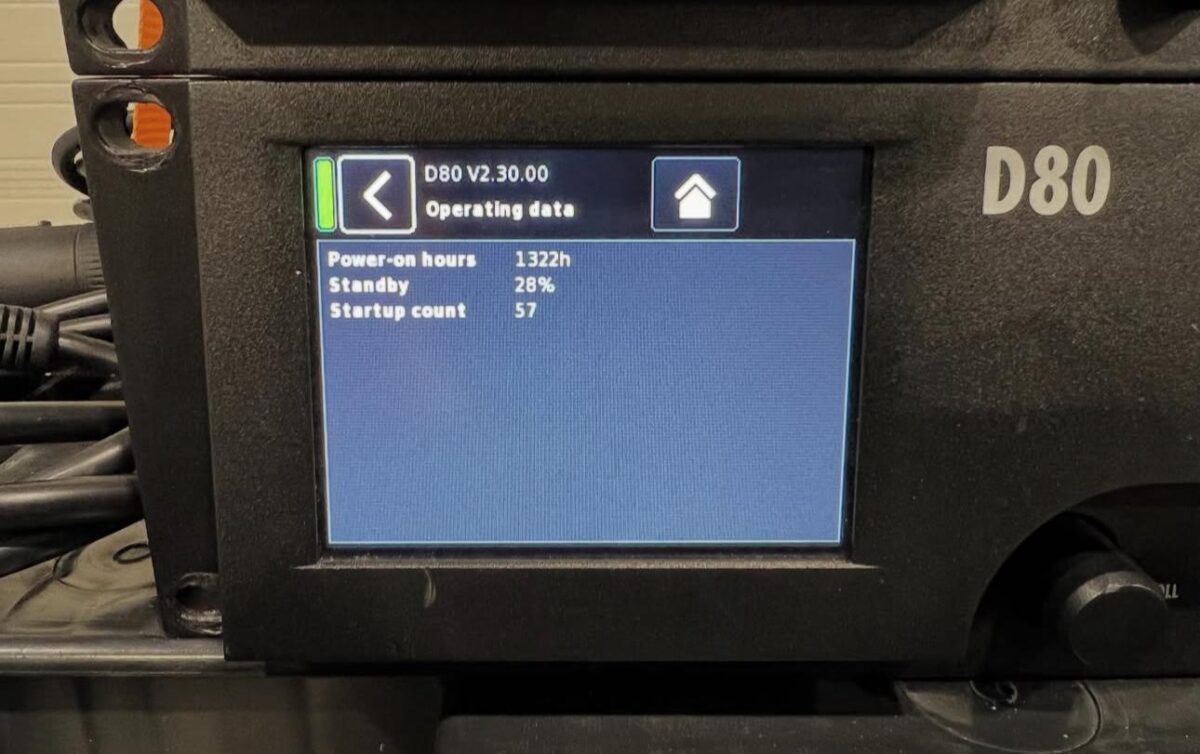 D80 V2.30.00
Operating data
D80
Power-on hours 1322h
Standby 28%
Startup count 57